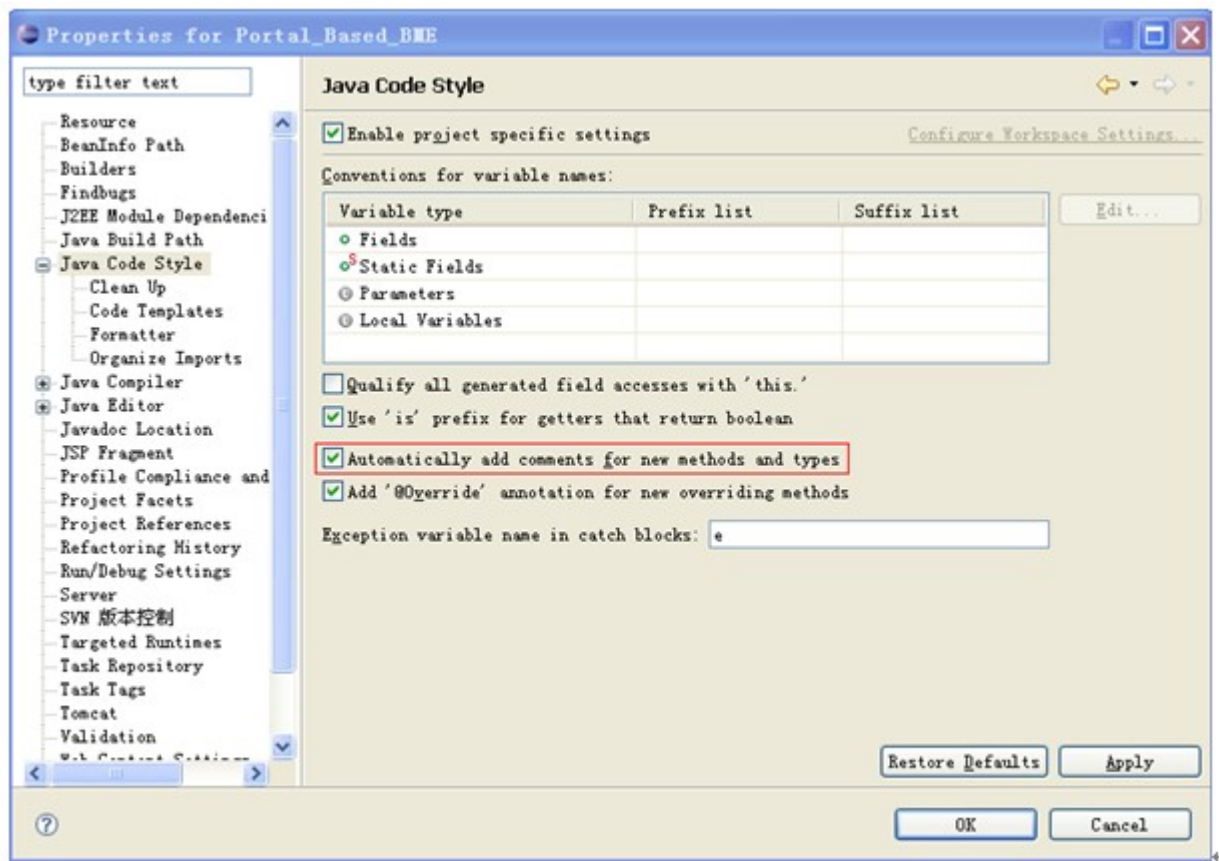 Properties for Portal_Based_BME
type filter text
Resource
BeanInfo Path
Builders
Findbugs
J2EE Module Dependenci
Java Build Path
Java Code Style
Clean Up
Code Templates
Formatter
Organize Imports
Java Compiler
Java Editor
Javadoc Location
JSP Fragment
Profile Compliance and
Project Facets
Project References
Refactoring History
Run/Debug Settings
Server
SVN 版本控制
Targeted Runtimes
Task Repository
Task Tags
Tomcat
Validation
Web Content Settings
Java Code Style
Enable project specific settings
Configure Workspace Settings...
Conventions for variable names:
Variable type Prefix list Suffix list
Edit...
Fields
Static Fields
Parameters
Local Variables
Qualify all generated field accesses with 'this.'
Use 'is' prefix for getters that return boolean
Automatically add comments for new methods and types
Add '@Override' annotation for new overriding methods
Exception variable name in catch blocks: e
Restore Defaults Apply
OK Cancel